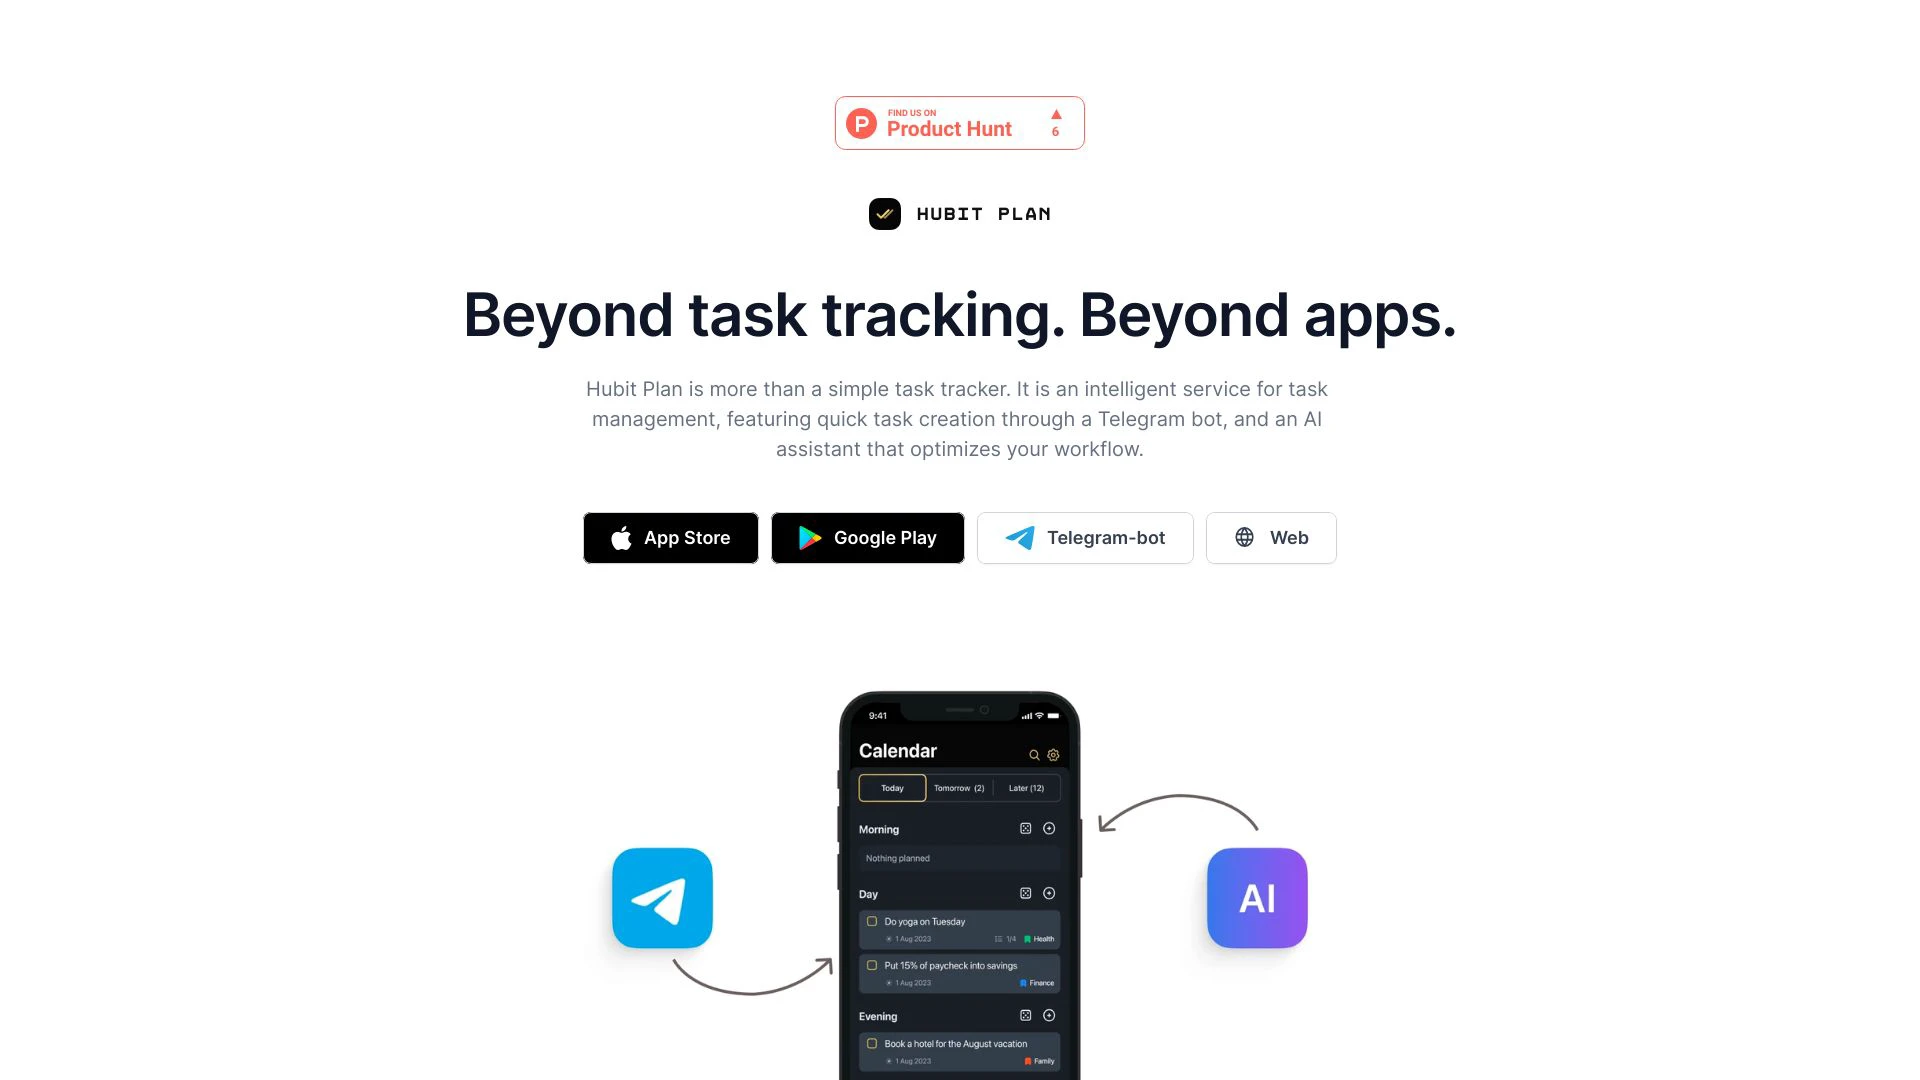 FIND US ON
Product Hunt
6
HUBIT PLAN
Beyond task tracking. Beyond apps.
Hubit Plan is more than a simple task tracker. It is an intelligent service for task
management, featuring quick task creation through a Telegram bot, and an AI
assistant that optimizes your workflow.
App Store
Google Play
Telegram-bot
Web
9:41
Calendar
Today
Tomorrow (2)
Later (12)
Morning
Nothing planned
Day
Do yoga on Tuesday
1 Aug 2023
1/4
Health
Put 15% of paycheck into savings
1 Aug 2023
Finance
Evening
Book a hotel for the August vacation
1 Aug 2023
Family
AI